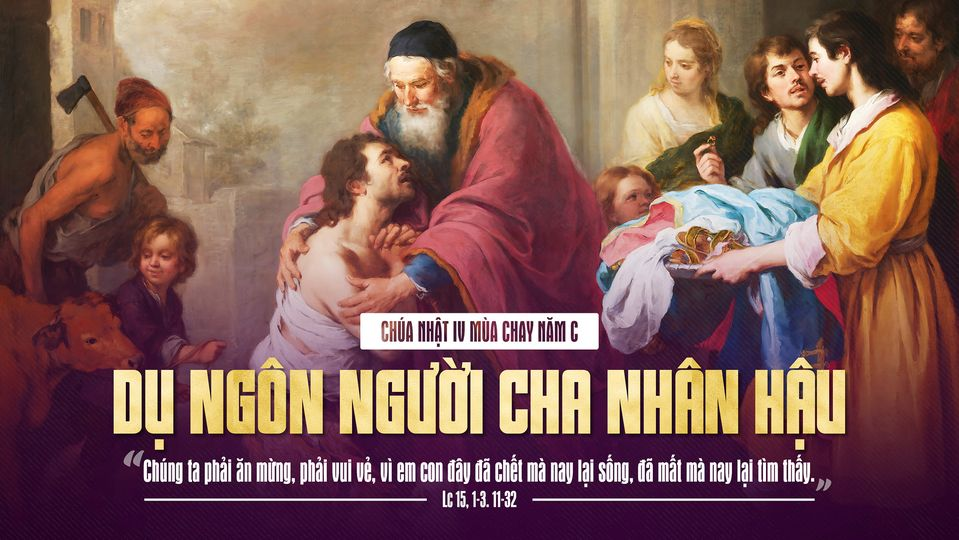 CHÚA NHẬT IV MÙA CHAY NĂM C
DỤ NGÔN NGƯỜI CHA NHÂN HẬU
“Chúng ta phải ăn mừng, phải vui vẻ, vì em con đây đã chết mà nay lại sống, đã mất mà nay lại tìm thấy.”
Lc 15, 1-3. 11-32